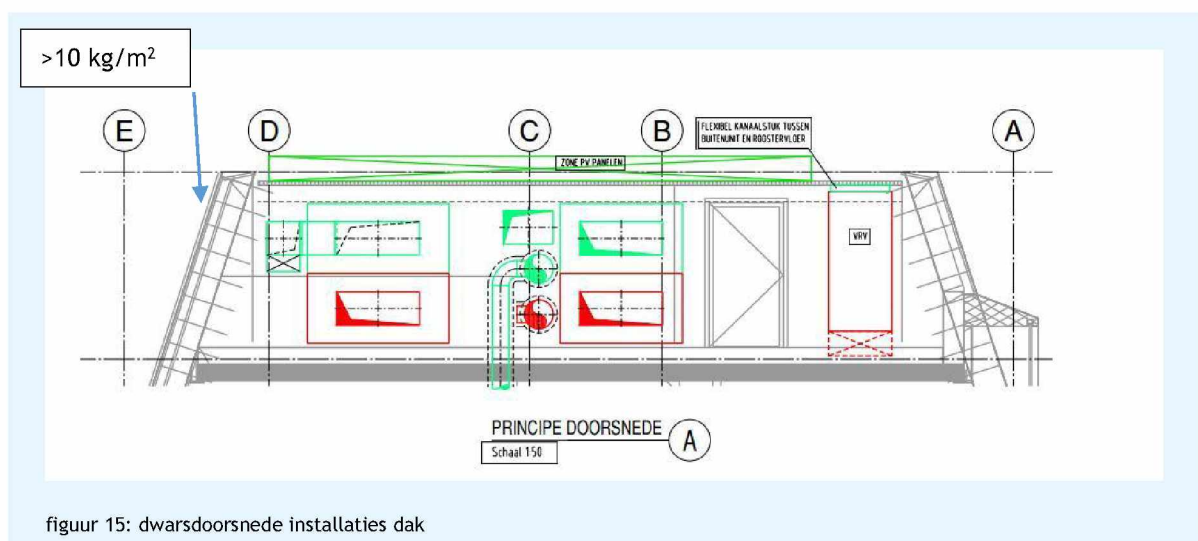 >10 kg/m²
E
D
C
B
A
FLEXIBEL KANAALSTUK TUSSEN
BUITENUNIT EN ROOSTERVLOER
ZONE PV PANELEN
VRV
PRINCIPE DOORSNEDE
A
Schaal 150
figuur 15: dwarsdoorsnede installaties dak